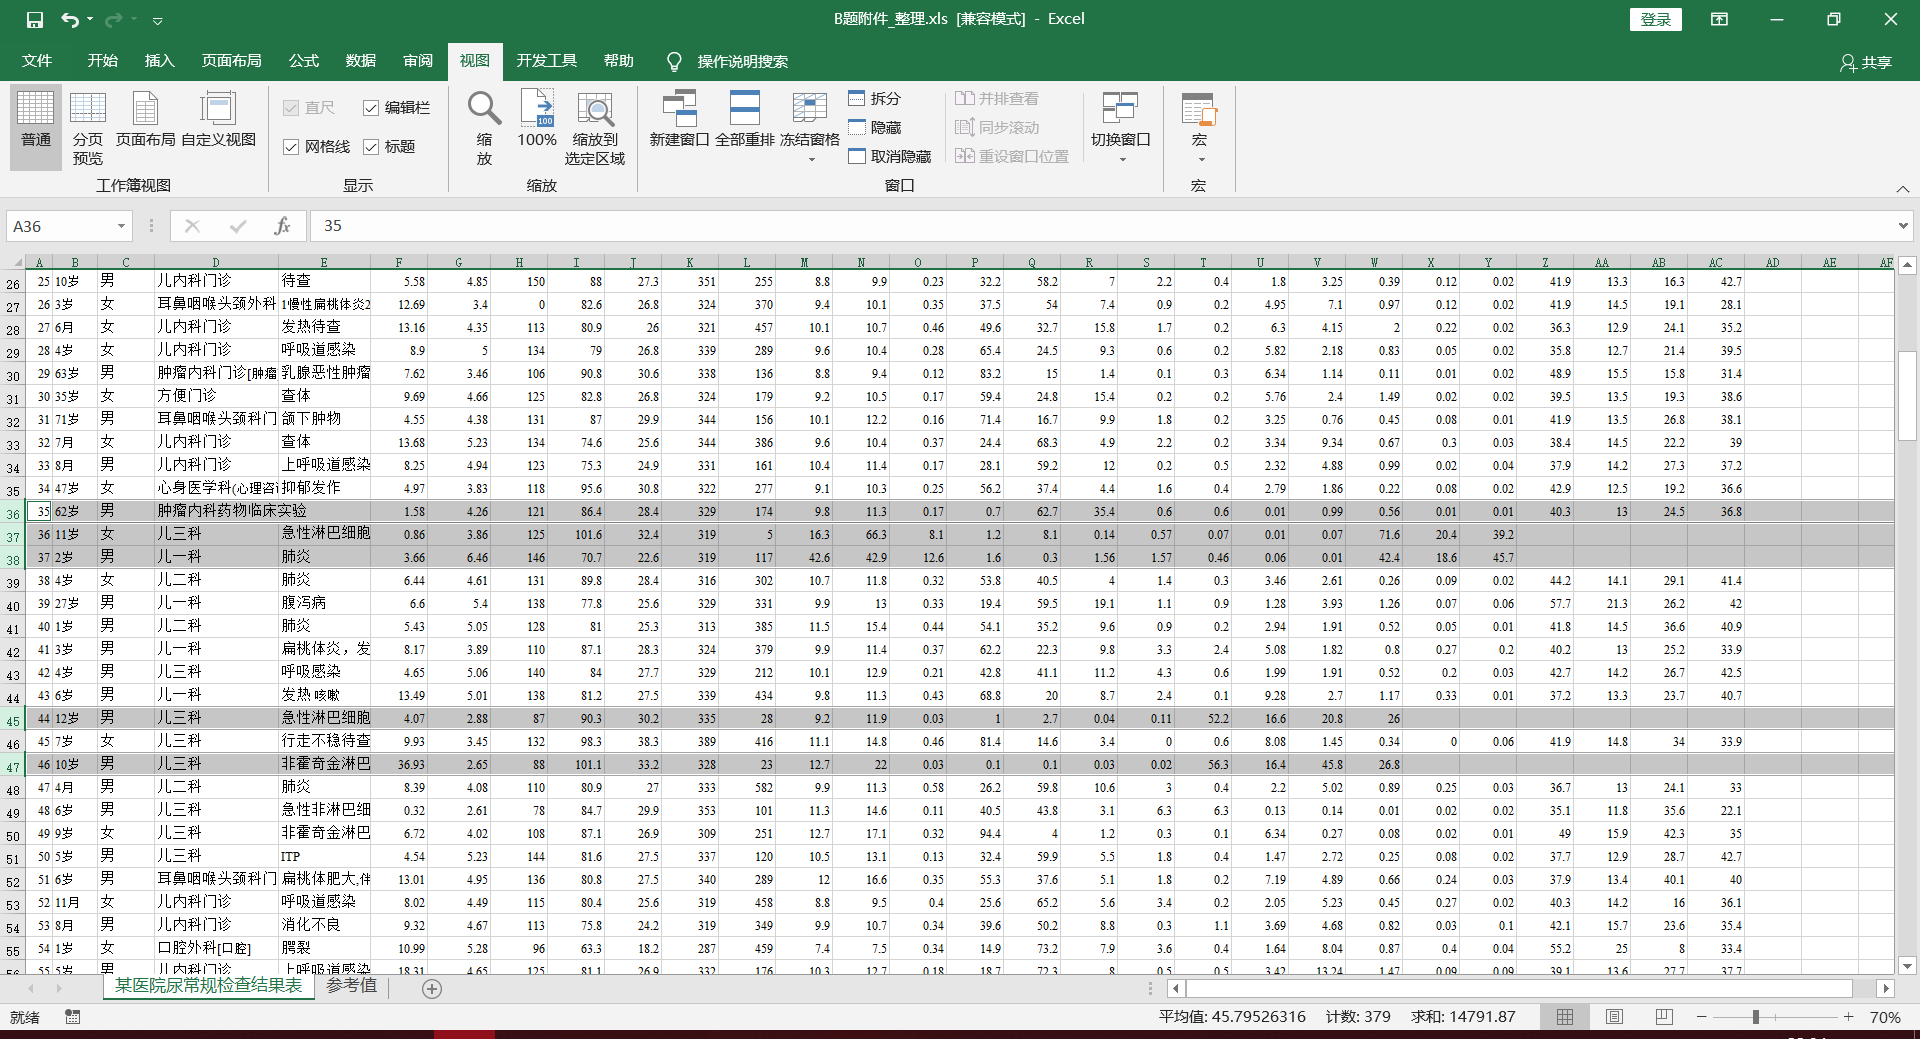 B题附件_整理.xls [兼容模式] - Excel
登录
文件 开始 插入 页面布局 公式 数据 审阅 视图 开发工具 帮助 操作说明搜索 共享
普通 分页预览 页面布局 自定义视图 工作簿视图
直尺 编辑栏 网格线 标题 显示
缩放 100% 缩放到选定区域 缩放
新建窗口 全部重排 冻结窗格 拆分 隐藏 取消隐藏 并排查看 同步滚动 重设窗口位置 切换窗口 窗口
宏 宏
A36 fx 35
A B C D E F G H I J K L M N O P Q R S T U V W X Y Z AA AB AC AD AE AF
26 25 10岁 男 儿内科门诊 待查 5.58 4.85 150 88 27.3 351 255 8.8 9.9 0.23 32.2 58.2 7 2.2 0.4 1.8 3.25 0.39 0.12 0.02 41.9 13.3 16.3 42.7
27 26 3岁 女 耳鼻咽喉头颈外科 1慢性扁桃体炎2 12.69 3.4 0 82.6 26.8 324 370 9.4 10.1 0.35 37.5 54 7.4 0.9 0.2 4.95 7.1 0.97 0.12 0.02 41.9 14.5 19.1 28.1
28 27 6月 女 儿内科门诊 发热待查 13.16 4.35 113 80.9 26 321 457 10.1 10.7 0.46 49.6 32.7 15.8 1.7 0.2 6.3 4.15 2 0.22 0.02 36.3 12.9 24.1 35.2
29 28 4岁 女 儿内科门诊 呼吸道感染 8.9 5 134 79 26.8 339 289 9.6 10.4 0.28 65.4 24.5 9.3 0.6 0.2 5.82 2.18 0.83 0.05 0.02 35.8 12.7 21.4 39.5
30 29 63岁 男 肿瘤内科门诊[肿瘤 乳腺恶性肿瘤 7.62 3.46 106 90.8 30.6 338 136 8.8 9.4 0.12 83.2 15 1.4 0.1 0.3 6.34 1.14 0.11 0.01 0.02 48.9 15.5 15.8 31.4
31 30 35岁 女 方便门诊 查体 9.69 4.66 125 82.8 26.8 324 179 9.2 10.5 0.17 59.4 24.8 15.4 0.2 0.2 5.76 2.4 1.49 0.02 0.02 39.5 13.5 19.3 38.6
32 31 71岁 男 耳鼻咽喉头颈科门 颌下肿物 4.55 4.38 131 87 29.9 344 156 10.1 12.2 0.16 71.4 16.7 9.9 1.8 0.2 3.25 0.76 0.45 0.08 0.01 41.9 13.5 26.8 38.1
33 32 7月 女 儿内科门诊 查体 13.68 5.23 134 74.6 25.6 344 386 9.6 10.4 0.37 24.4 68.3 4.9 2.2 0.2 3.34 9.34 0.67 0.3 0.03 38.4 14.5 22.2 39
34 33 8月 男 儿内科门诊 上呼吸道感染 8.25 4.94 123 75.3 24.9 331 161 10.4 11.4 0.17 28.1 59.2 12 0.2 0.5 2.32 4.88 0.99 0.02 0.04 37.9 14.2 27.3 37.2
35 34 47岁 女 心身医学科(心理咨 抑郁发作 4.97 3.83 118 95.6 30.8 322 277 9.1 10.3 0.25 56.2 37.4 4.4 1.6 0.4 2.79 1.86 0.22 0.08 0.02 42.9 12.5 19.2 36.6
36 35 62岁 男 肿瘤内科药物临床实验 1.58 4.26 121 86.4 28.4 329 174 9.8 11.3 0.17 0.7 62.7 35.4 0.6 0.6 0.01 0.99 0.56 0.01 0.01 40.3 13 24.5 36.8
37 36 11岁 女 儿三科 急性淋巴细胞 0.86 3.86 125 101.6 32.4 319 5 16.3 66.3 8.1 1.2 8.1 0.14 0.57 0.07 0.01 0.07 71.6 20.4 39.2
38 37 2岁 男 儿一科 肺炎 3.66 6.46 146 70.7 22.6 319 117 42.6 42.9 12.6 1.6 0.3 1.56 1.57 0.46 0.06 0.01 42.4 18.6 45.7
39 38 4岁 女 儿二科 肺炎 6.44 4.61 131 89.8 28.4 316 302 10.7 11.8 0.32 53.8 40.5 4 1.4 0.3 3.46 2.61 0.26 0.09 0.02 44.2 14.1 29.1 41.4
40 39 27岁 男 儿一科 腹泻病 6.6 5.4 138 77.8 25.6 329 331 9.9 13 0.33 19.4 59.5 19.1 1.1 0.9 1.28 3.93 1.26 0.07 0.06 57.7 21.3 26.2 42
41 40 1岁 男 儿二科 肺炎 5.43 5.05 128 81 25.3 313 385 11.5 15.4 0.44 54.1 35.2 9.6 0.9 0.2 2.94 1.91 0.52 0.05 0.01 41.8 14.5 36.6 40.9
42 41 3岁 男 儿一科 扁桃体炎，发 8.17 3.89 110 87.1 28.3 324 379 9.9 11.4 0.37 62.2 22.3 9.8 3.3 2.4 5.08 1.82 0.8 0.27 0.2 40.2 13 25.2 33.9
43 42 4岁 男 儿三科 呼吸感染 4.65 5.06 140 84 27.7 329 212 10.1 12.9 0.21 42.8 41.1 11.2 4.3 0.6 1.99 1.91 0.52 0.2 0.03 42.7 14.2 26.7 42.5
44 43 6岁 男 儿一科 发热 咳嗽 13.49 5.01 138 81.2 27.5 339 434 9.8 11.3 0.43 68.8 20 8.7 2.4 0.1 9.28 2.7 1.17 0.33 0.01 37.2 13.3 23.7 40.7
45 44 12岁 男 儿三科 急性淋巴细胞 4.07 2.88 87 90.3 30.2 335 28 9.2 11.9 0.03 1 2.7 0.04 0.11 52.2 16.6 20.8 26
46 45 7岁 女 儿三科 行走不稳待查 9.93 3.45 132 98.3 38.3 389 416 11.1 14.8 0.46 81.4 14.6 3.4 0 0.6 8.08 1.45 0.34 0 0.06 41.9 14.8 34 33.9
47 46 10岁 男 儿三科 非霍奇金淋巴 36.93 2.65 88 101.1 33.2 328 23 12.7 22 0.03 0.1 0.1 0.03 0.02 56.3 16.4 45.8 26.8
48 47 4月 男 儿二科 肺炎 8.39 4.08 110 80.9 27 333 582 9.9 11.3 0.58 26.2 59.8 10.6 3 0.4 2.2 5.02 0.89 0.25 0.03 36.7 13 24.1 33
49 48 6岁 男 儿三科 急性非淋巴细 0.32 2.61 78 84.7 29.9 353 101 11.3 14.6 0.11 40.5 43.8 3.1 6.3 6.3 0.13 0.14 0.01 0.02 0.02 35.1 11.8 35.6 22.1
50 49 9岁 女 儿三科 非霍奇金淋巴 6.72 4.02 108 87.1 26.9 309 251 12.7 17.1 0.32 94.4 4 1.2 0.3 0.1 6.34 0.27 0.08 0.02 0.01 49 15.9 42.3 35
51 50 5岁 男 儿三科 ITP 4.54 5.23 144 81.6 27.5 337 120 10.5 13.1 0.13 32.4 59.9 5.5 1.8 0.4 1.47 2.72 0.25 0.08 0.02 37.7 12.9 28.7 42.7
52 51 6岁 男 耳鼻咽喉头颈科门 扁桃体肥大,伴 13.01 4.95 136 80.8 27.5 340 289 12 16.6 0.35 55.3 37.6 5.1 1.8 0.2 7.19 4.89 0.66 0.24 0.03 37.9 13.4 40.1 40
53 52 11月 女 儿内科门诊 呼吸道感染 8.02 4.49 115 80.4 25.6 319 458 8.8 9.5 0.4 25.6 65.2 5.6 3.4 0.2 2.05 5.23 0.45 0.27 0.02 40.3 14.2 16 36.1
54 53 8月 男 儿内科门诊 消化不良 9.32 4.67 113 75.8 24.2 319 349 9.9 10.7 0.34 39.6 50.2 8.8 0.3 1.1 3.69 4.68 0.82 0.03 0.1 42.1 15.7 23.6 35.4
55 54 1岁 女 口腔外科[口腔] 腭裂 10.99 5.28 96 63.3 18.2 287 459 7.4 7.5 0.34 14.9 73.2 7.9 3.6 0.4 1.64 8.04 0.87 0.4 0.04 55.2 25 8 33.4
56 55 5岁 男 儿内科门诊 上呼吸道感染 18.31 4.65 125 81.1 26.9 332 176 10.3 12.7 0.18 18.7 72.3 8 0.5 0.5 3.42 13.24 1.47 0.09 0.09 39.1 13.6 27.7 37.7
某医院尿常规检查结果表 参考值
就绪 平均值: 45.79526316 计数: 379 求和: 14791.87 70%